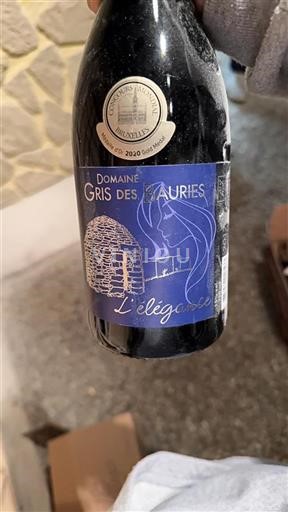 CONCOURS MONDIAL
BRUXELLES
Médaille d'Or 2020 Gold Medal
DOMAINE
GRIS DES BAURIES
L'élégance